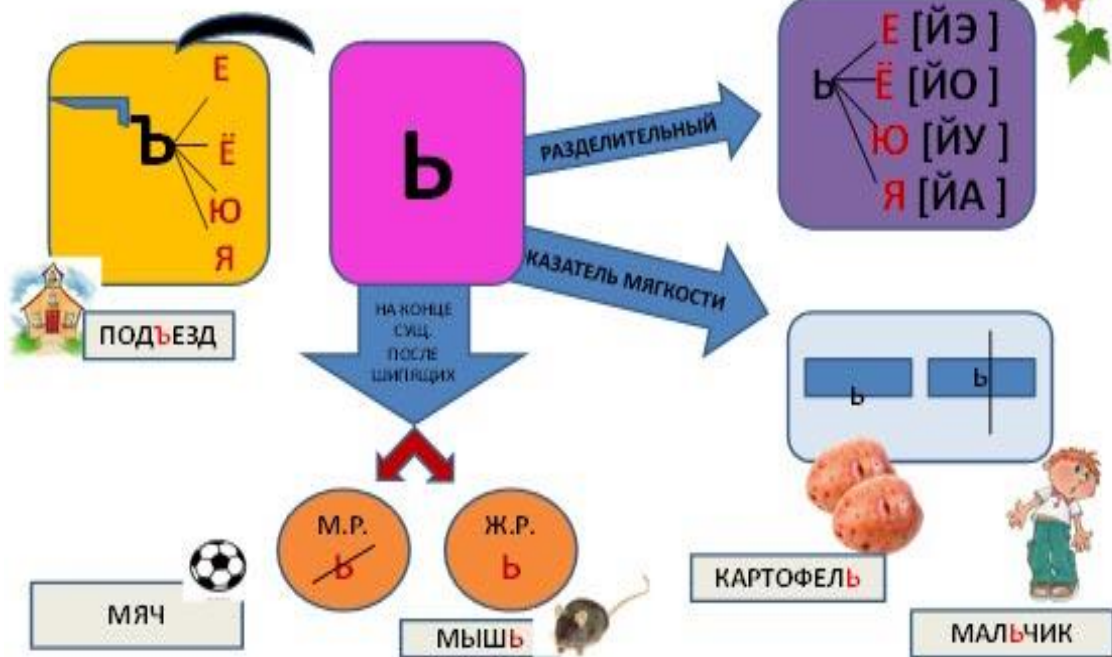 Е
Ъ
Ё
Ю
Я
ПОДЪЕЗД
Ь
РАЗДЕЛИТЕЛЬНЫЙ
Ь
Е [ЙЭ ]
Ё [ЙО ]
Ю [ЙУ ]
Я [ЙА ]
КАЗАТЕЛЬ МЯГКОСТИ
Ь
Ь
КАРТОФЕЛЬ
МАЛЬЧИК
НА КОНЦЕ
СУЩ.
ПОСЛЕ
ШИПЯЩИХ
М.Р.
Ь
Ж.Р.
Ь
МЯЧ
МЫШЬ